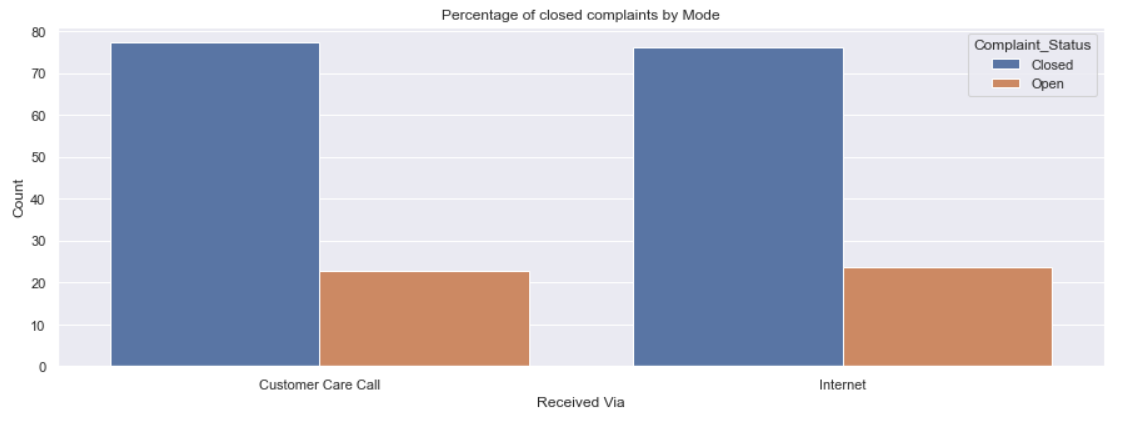 Percentage of closed complaints by Mode
Complaint_Status
Closed
Open
Count
80
70
60
50
40
30
20
10
0
Customer Care Call
Internet
Received Via